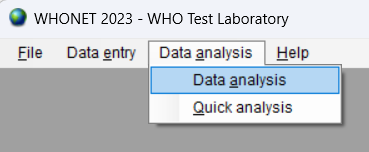 WHONET 2023 - WHO Test Laboratory
File Data entry Data analysis Help
Data analysis
Quick analysis